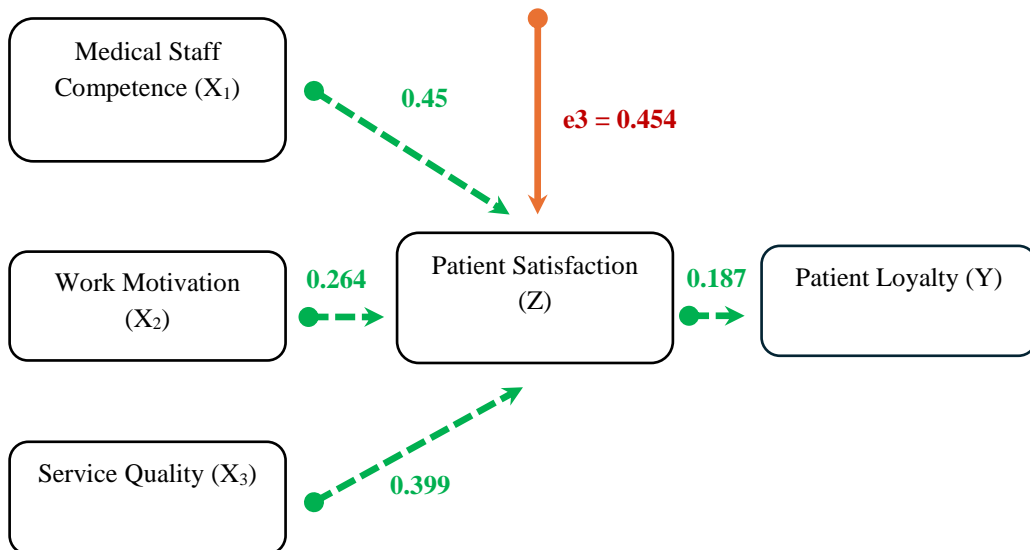 Medical Staff
Competence (X₁)
0.45
e3 = 0.454
Work Motivation
(X₂)
0.264
Patient Satisfaction
(Z)
0.187
Patient Loyalty (Y)
Service Quality (X₃)
0.399